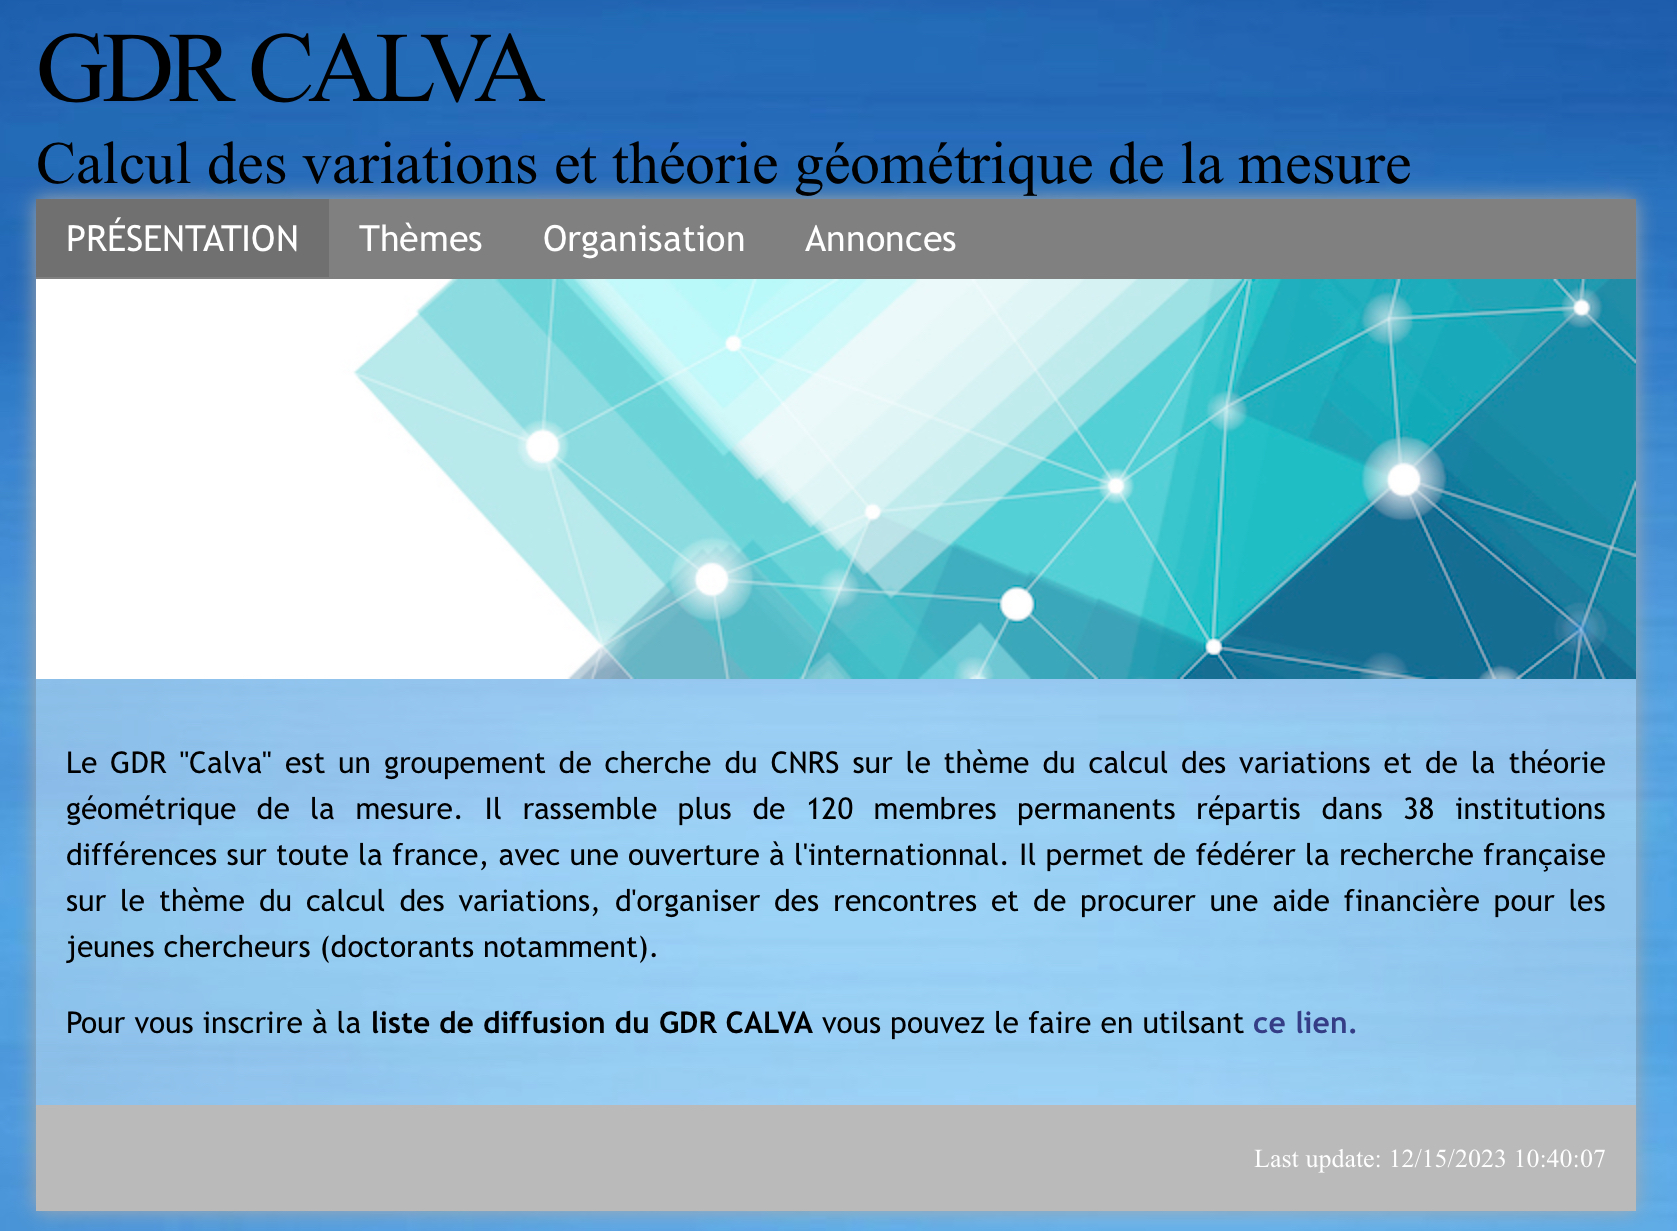 GDR CALVA
Calcul des variations et théorie géométrique de la mesure
PRÉSENTATION Thèmes Organisation Annonces
Le GDR "Calva" est un groupement de cherche du CNRS sur le thème du calcul des variations et de la théorie
géométrique de la mesure. Il rassemble plus de 120 membres permanents répartis dans 38 institutions
différences sur toute la france, avec une ouverture à l'internationnal. Il permet de fédérer la recherche française
sur le thème du calcul des variations, d'organiser des rencontres et de procurer une aide financière pour les
jeunes chercheurs (doctorants notamment).
Pour vous inscrire à la liste de diffusion du GDR CALVA vous pouvez le faire en utilsant ce lien.
Last update: 12/15/2023 10:40:07